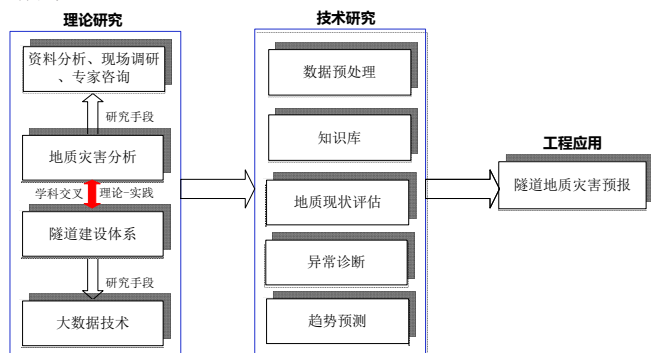 理论研究
资料分析、现场调研
、专家咨询
研究手段
地质灾害分析
学科交叉
理论-实践
隧道建设体系
研究手段
大数据技术
技术研究
数据预处理
知识库
地质现状评估
异常诊断
趋势预测
工程应用
隧道地质灾害预报